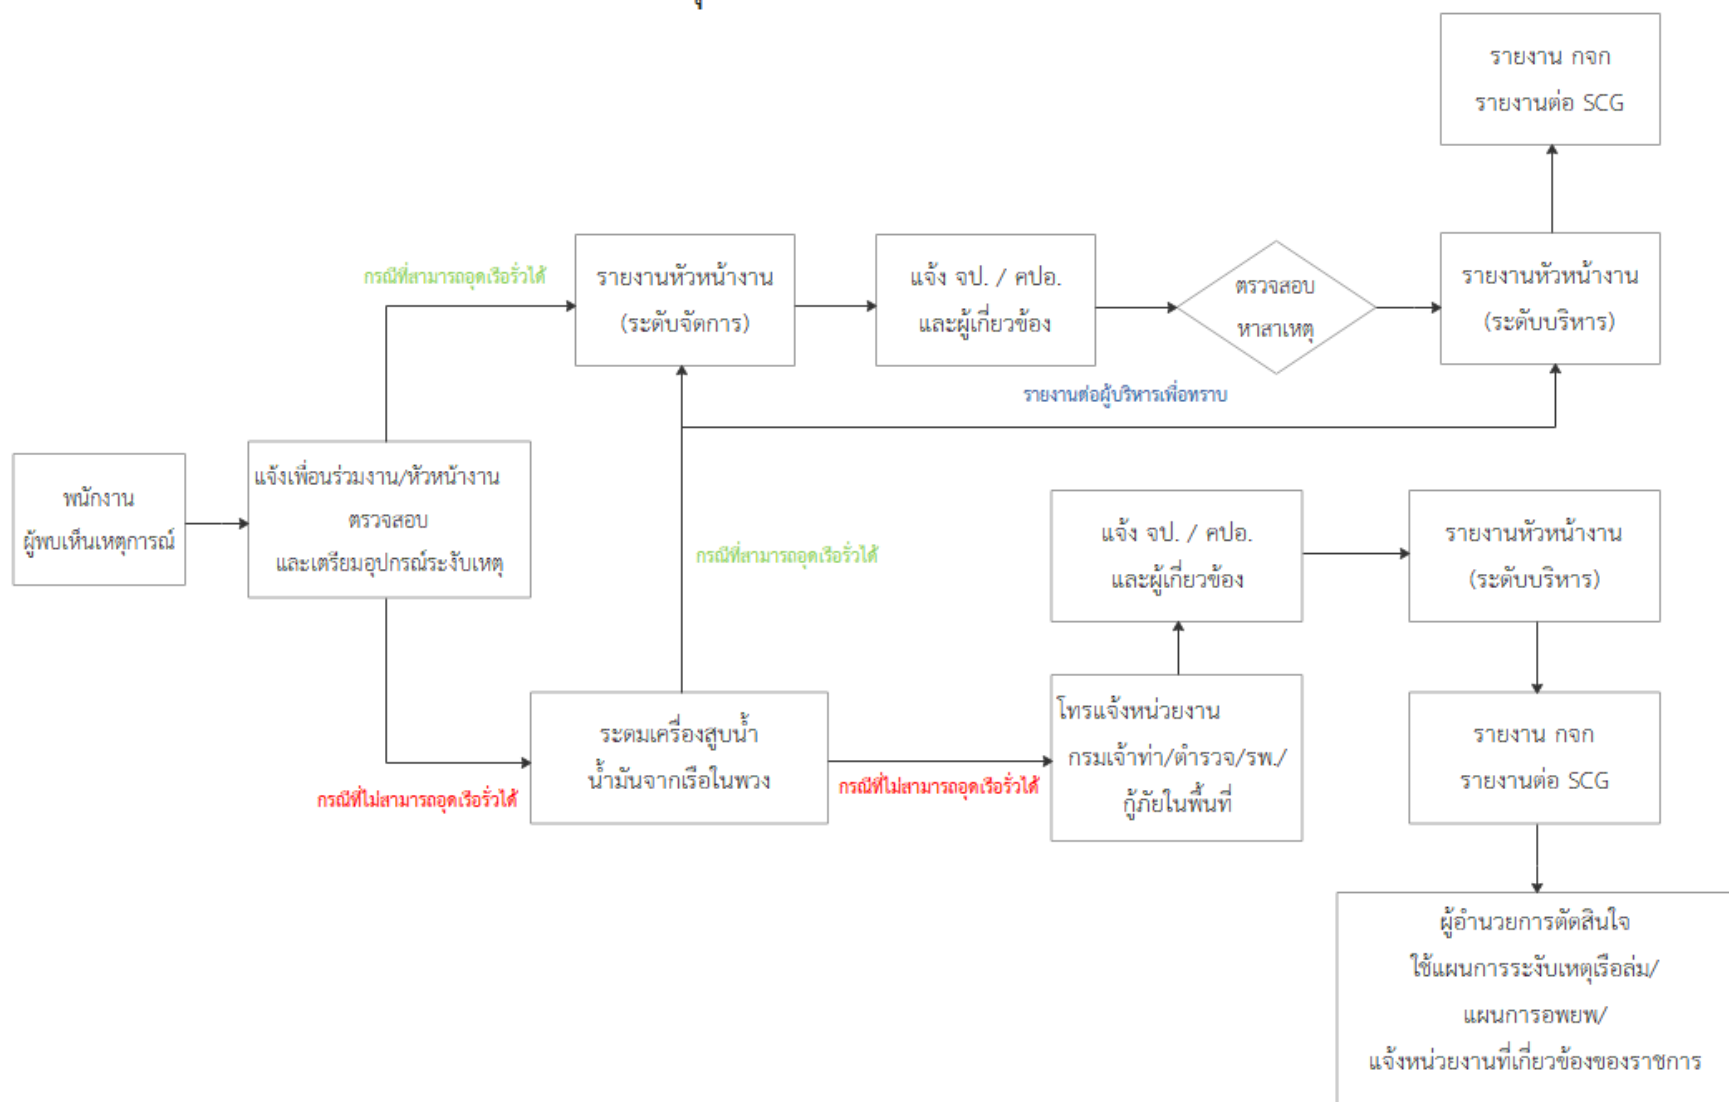 รายงาน กจก
รายงานต่อ SCG
กรณีที่สามารถอุดเรือรั่วได้
รายงานหัวหน้างาน
(ระดับจัดการ)
แจ้ง จป. / คปอ.
และผู้เกี่ยวข้อง
ตรวจสอบ
หาสาเหตุ
รายงานหัวหน้างาน
(ระดับบริหาร)
รายงานต่อผู้บริหารเพื่อทราบ
พนักงาน
ผู้พบเห็นเหตุการณ์
แจ้งเพื่อนร่วมงาน/หัวหน้างาน
ตรวจสอบ
และเตรียมอุปกรณ์ระงับเหตุ
กรณีที่สามารถอุดเรือรั่วได้
แจ้ง จป. / คปอ.
และผู้เกี่ยวข้อง
รายงานหัวหน้างาน
(ระดับบริหาร)
กรณีที่ไม่สามารถอุดเรือรั่วได้
ระดมเครื่องสูบน้ำ
น้ำมันจากเรือในพวง
กรณีที่ไม่สามารถอุดเรือรั่วได้
โทรแจ้งหน่วยงาน
กรมเจ้าท่า/ตำรวจ/รพ./
กู้ภัยในพื้นที่
รายงาน กจก
รายงานต่อ SCG
ผู้อำนวยการตัดสินใจ
ใช้แผนการระงับเหตุเรือล่ม/
แผนการอพยพ/
แจ้งหน่วยงานที่เกี่ยวข้องของราชการ